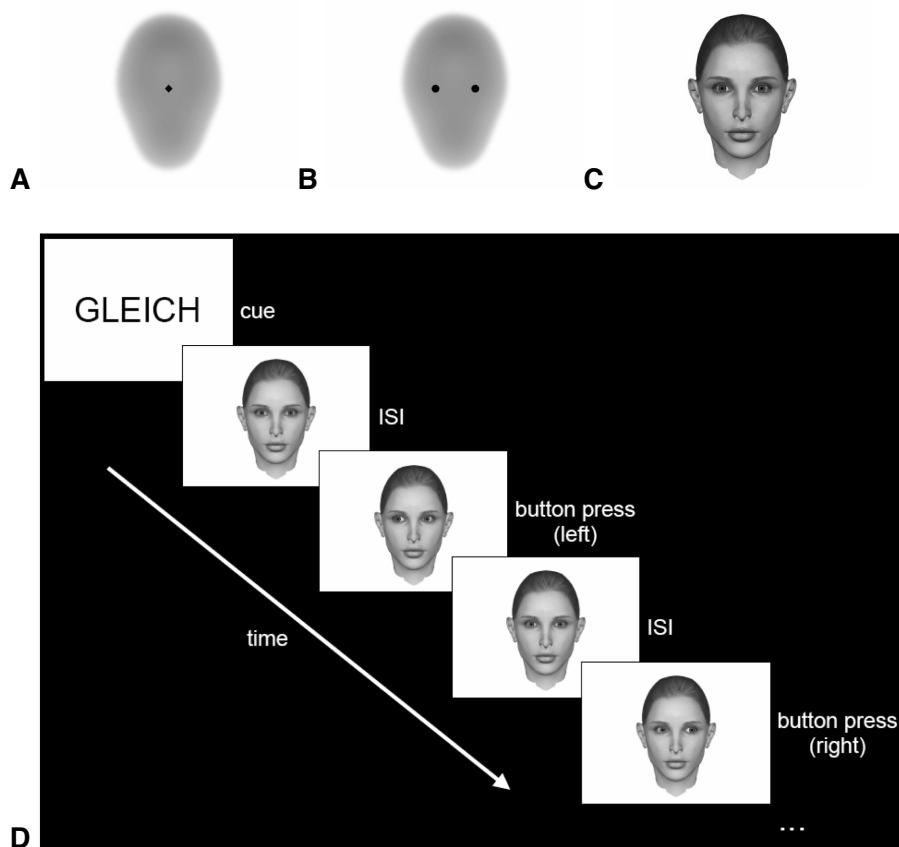 A
B
C
GLEICH
cue
ISI
button press
(left)
time
ISI
button press
(right)
...
D